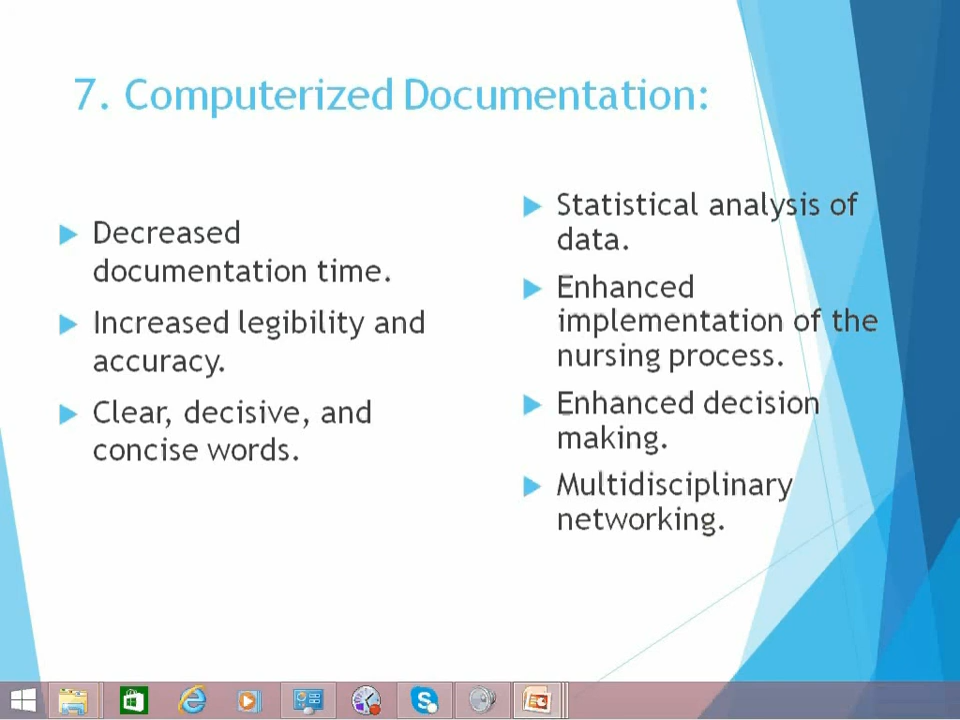 7. Computerized Documentation:
Decreased
documentation time.
Increased legibility and
accuracy.
Clear, decisive, and
concise words.
Statistical analysis of
data.
Enhanced
implementation of the
nursing process.
Enhanced decision
making.
Multidisciplinary
networking.